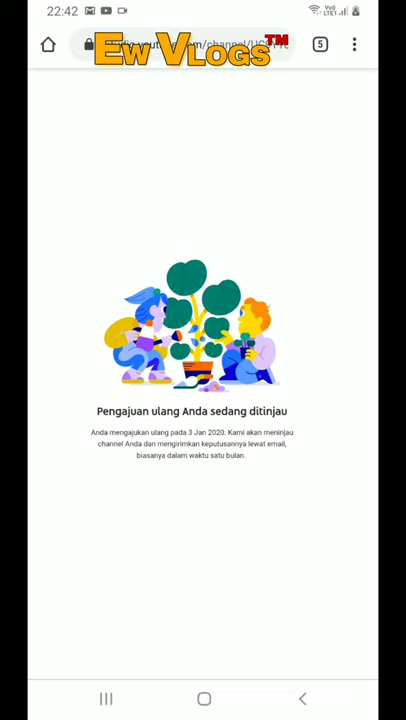 22:42
EW VLOGS™
5
Pengajuan ulang Anda sedang ditinjau
Anda mengajukan ulang pada 3 Jan 2020. Kami akan meninjau
channel Anda dan mengirimkan keputusannya lewat email,
biasanya dalam waktu satu bulan.